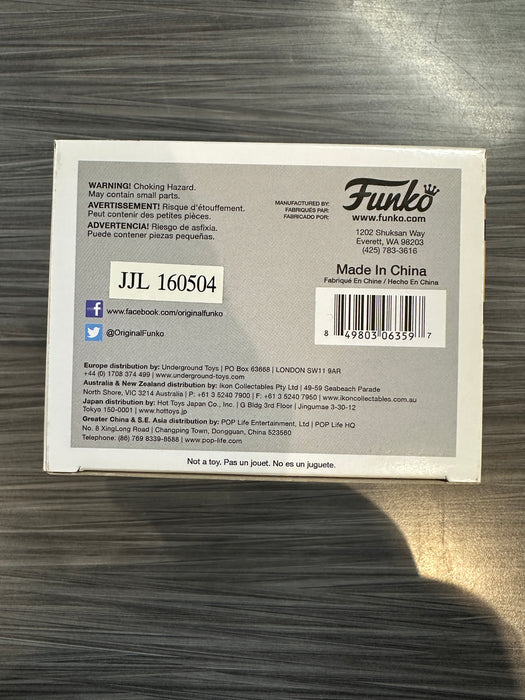 WARNING! Choking Hazard.
May contain small parts.
AVERTISSEMENT! Risque d'étouffement.
Peut contenir des petites pièces.
ADVERTENCIA! Riesgo de asfixia.
Puede contener piezas pequeñas.
MANUFACTURED BY:
FABRIQUÉS PAR:
FABRICADO POR:
Funko
www.funko.com
1202 Shuksan Way
Everett, WA 98203
(425) 783-3616
Made In China
Fabriqué En Chine / Hecho En China
JJL 160504
f www.facebook.com/originalfunko
@OriginalFunko
8 49803 06359 7
Europe distribution by: Underground Toys | PO Box 63668 | LONDON SW11 9AR
+44 (0) 1708 374 499 | www.underground-toys.com
Australia & New Zealand distribution by: ikon Collectables Pty Ltd | 49-59 Seabeach Parade
North Shore, VIC 3214 Australia | P: +61 3 5240 7900 | F: +61 3 5240 7950 | www.ikoncollectables.com.au
Japan distribution by: Hot Toys Japan Co., Inc. | G Bldg 3rd Floor | Jingumae 3-30-12
Tokyo 150-0001 | www.hottoys.jp
Greater China & S.E. Asia distribution by: POP Life Entertainment, Ltd | POP Life HQ
No. 8 XingLong Road | Changping Town, Dongguan, China 523560
Telephone: (86) 769 8339-8588 | www.pop-life.com
Not a toy. Pas un jouet. No es un juguete.